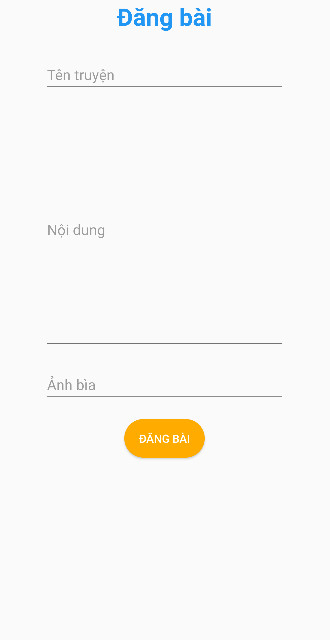 Đăng bài
Tên truyện
Nội dung
Ảnh bìa
ĐĂNG BÀI